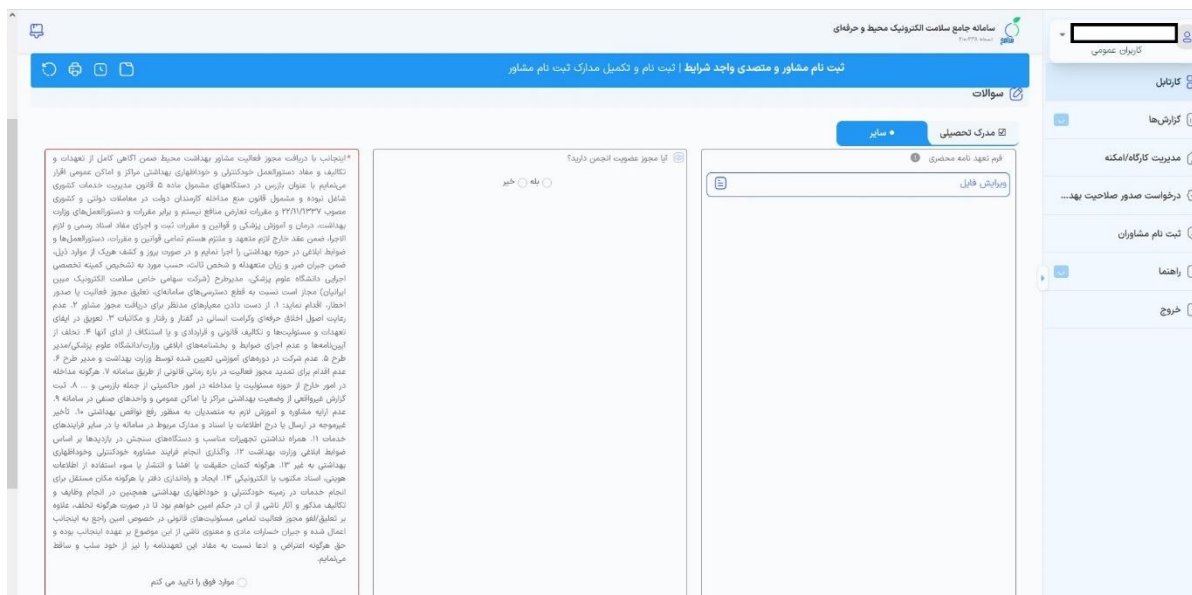 سامانه جامع سلامت الکترونیک محیط و حرفه‌ای
کاربران عمومی
کارتابل
گزارش‌ها
مدیریت کارگاه/امکنه
درخواست صدور صلاحیت بهد...
ثبت نام مشاوران
راهنما
خروج
ثبت نام مشاور و متصدی واجد شرایط | ثبت نام و تکمیل مدارک ثبت نام مشاور
سوالات
مدرک تحصیلی
سایر
فرم تعهد نامه محضری
ویرایش فایل
آیا مجوز عضویت انجمن دارید؟
بله خیر
*اینجانب با دریافت مجوز فعالیت مشاور بهداشت محیط ضمن آگاهی کامل از تعهدات و
تکالیف و مفاد دستورالعمل خودکنترلی و خوداظهاری بهداشتی مراکز و اماکن عمومی اقرار
می‌نمایم با عنوان بازرس در دستگاههای مشمول ماده ۵ قانون مدیریت خدمات کشوری
شاغل نبوده و مشمول قانون منع مداخله کارمندان دولت در معاملات دولتی و کشوری
مصوب ۲۲/۱۱/۱۳۳۷ و مقررات تعارض منافع نیستم و برابر مقررات و دستورالعمل‌های وزارت
بهداشت، درمان و آموزش پزشکی و قوانین و مقررات ثبت و اجرای مفاد اسناد رسمی و لازم
الاجرا، ضمن عقد خارج لازم متعهد و ملتزم هستم تمامی قوانین و مقررات، دستورالعمل‌ها و
ضوابط ابلاغی در حوزه بهداشتی را اجرا نمایم و در صورت بروز و کشف هریک از موارد ذیل،
ضمن جبران ضرر و زیان متعهدله و شخص ثالث، حسب مورد به تشخیص کمیته تخصصی
اجرایی دانشگاه علوم پزشکی، مدیرطرح (شرکت سهامی خاص سلامت الکترونیک مبین
ایرانیان) مجاز است نسبت به قطع دسترسی‌های سامانه‌ای، تعلیق مجوز فعالیت یا صدور
اخطار، اقدام نماید: ۱. از دست دادن معیارهای مدنظر برای دریافت مجوز مشاور ۲. عدم
رعایت اصول اخلاق حرفه‌ای وکرامت انسانی در گفتار و رفتار و مکاتبات ۳. تعویق در ایفای
تعهدات و مسئولیت‌ها و تکالیف قانونی و قراردادی و یا استنکاف از ادای آنها ۴. تخلف از
آیین‌نامه‌ها و عدم اجرای ضوابط و بخشنامه‌های ابلاغی وزارت/دانشگاه علوم پزشکی/مدیر
طرح ۵. عدم شرکت در دوره‌های آموزشی تعیین شده توسط وزارت بهداشت و مدیر طرح ۶.
عدم اقدام برای تمدید مجوز فعالیت در بازه زمانی قانونی از طریق سامانه ۷. هرگونه مداخله
در امور خارج از حوزه مسئولیت یا مداخله در امور حاکمیتی از جمله بازرسی و ... ۸. ثبت
گزارش غیرواقعی از وضعیت بهداشتی مراکز یا اماکن عمومی و واحدهای صنفی در سامانه ۹.
عدم ارایه مشاوره و آموزش لازم به متصدیان به منظور رفع نواقص بهداشتی ۱۰. تأخیر
غیرموجه در ارسال یا درج اطلاعات یا اسناد و مدارک مربوط در سامانه یا در سایر فرایندهای
خدمات ۱۱. همراه نداشتن تجهیزات مناسب و دستگاه‌های سنجش در بازدیدها بر اساس
ضوابط ابلاغی وزارت بهداشت ۱۲. واگذاری انجام فرایند مشاوره خودکنترلی وخوداظهاری
بهداشتی به غیر ۱۳. هرگونه کتمان حقیقت یا افشا و انتشار یا سوء استفاده از اطلاعات
هویتی، اسناد مکتوب یا الکترونیکی ۱۴. ایجاد و راه‌اندازی دفتر یا هرگونه مکان مستقل برای
انجام خدمات در زمینه خودکنترلی و خوداظهاری بهداشتی همچنین در انجام وظایف و
تکالیف مذکور و آثار ناشی از آن در حکم امین خواهم بود تا در صورت هرگونه تخلف، علاوه
بر تعلیق/لغو مجوز فعالیت تمامی مسئولیت‌های قانونی در خصوص امین راجع به اینجانب
اعمال شده و جبران خسارات مادی و معنوی ناشی از این موضوع بر عهده اینجانب بوده و
حق هرگونه اعتراض و ادعا نسبت به مفاد این تعهدنامه را نیز از خود سلب و ساقط
می‌نمایم.
موارد فوق را تایید می کنم